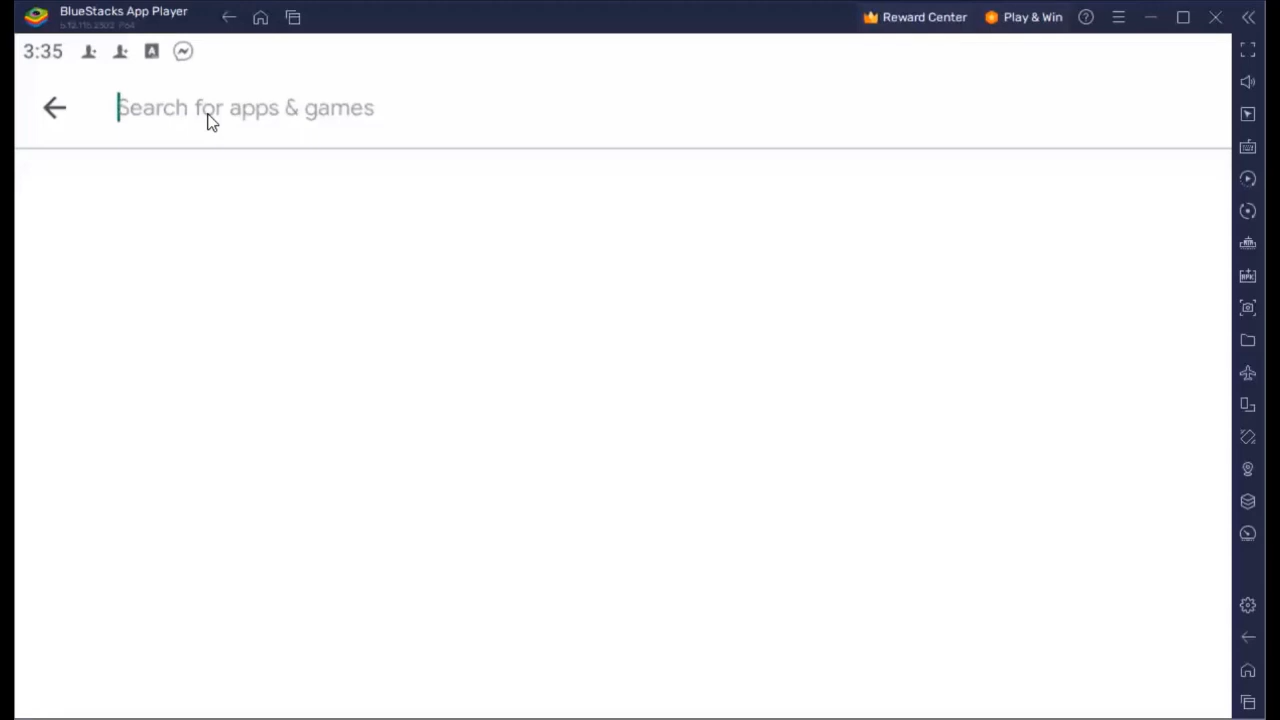 BlueStacks App Player
Reward Center
Play & Win
3:35
Search for apps & games